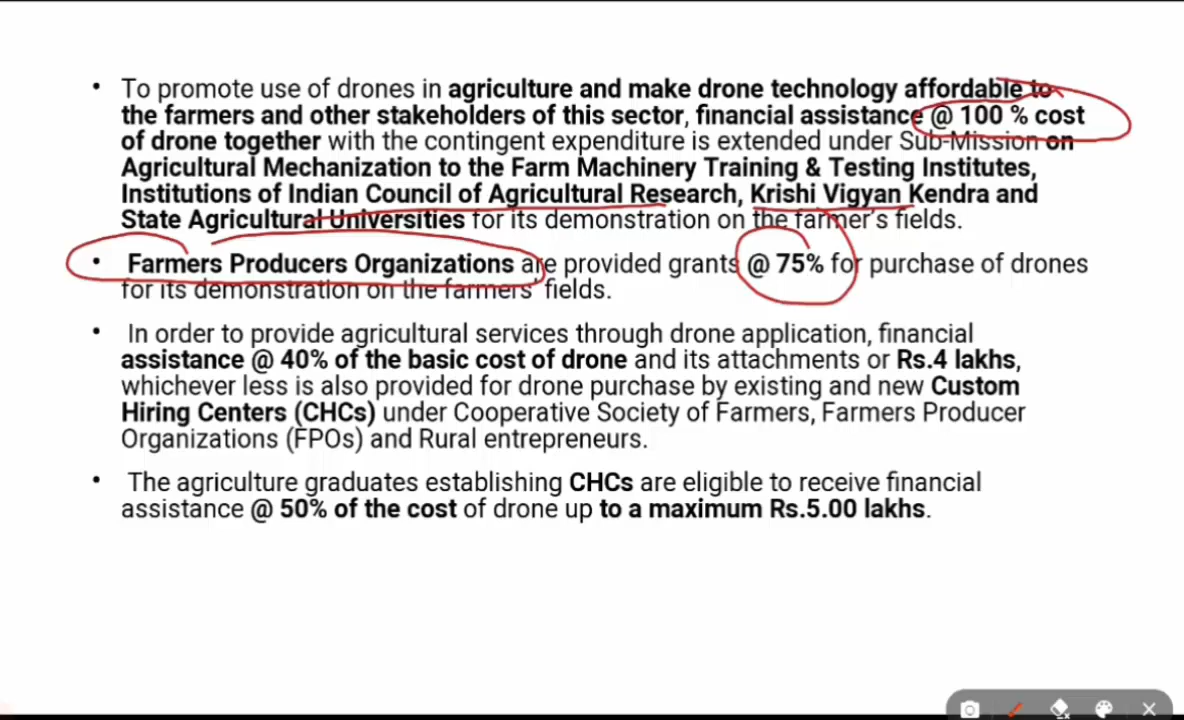 • To promote use of drones in agriculture and make drone technology affordable to
the farmers and other stakeholders of this sector, financial assistance @ 100 % cost
of drone together with the contingent expenditure is extended under Sub-Mission on
Agricultural Mechanization to the Farm Machinery Training & Testing Institutes,
Institutions of Indian Council of Agricultural Research, Krishi Vigyan Kendra and
State Agricultural Universities for its demonstration on the farmer's fields.
• Farmers Producers Organizations are provided grants @ 75% for purchase of drones
for its demonstration on the farmers' fields.
• In order to provide agricultural services through drone application, financial
assistance @ 40% of the basic cost of drone and its attachments or Rs.4 lakhs,
whichever less is also provided for drone purchase by existing and new Custom
Hiring Centers (CHCs) under Cooperative Society of Farmers, Farmers Producer
Organizations (FPOs) and Rural entrepreneurs.
• The agriculture graduates establishing CHCs are eligible to receive financial
assistance @ 50% of the cost of drone up to a maximum Rs.5.00 lakhs.